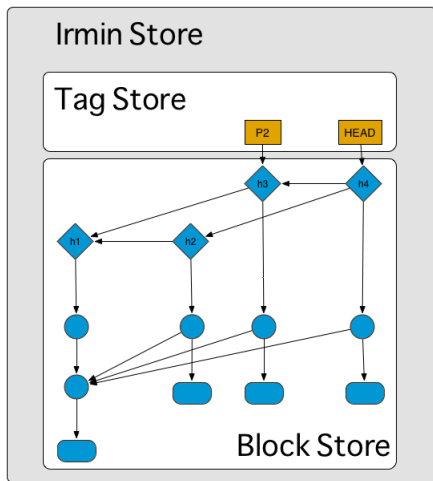 Irmin Store
Tag Store
P2 HEAD
h3 h4
h1 h2
Block Store